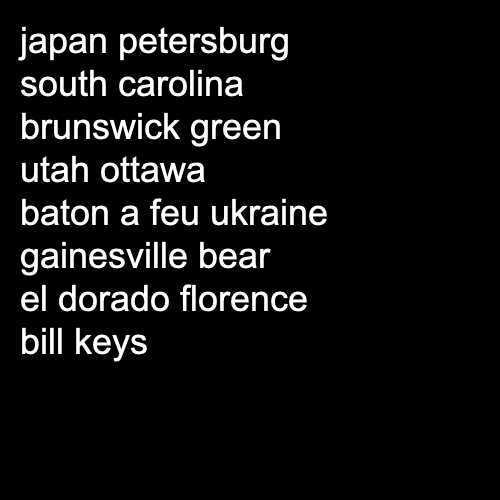 japan petersburg
south carolina
brunswick green
utah ottawa
baton a feu ukraine
gainesville bear
el dorado florence
bill keys